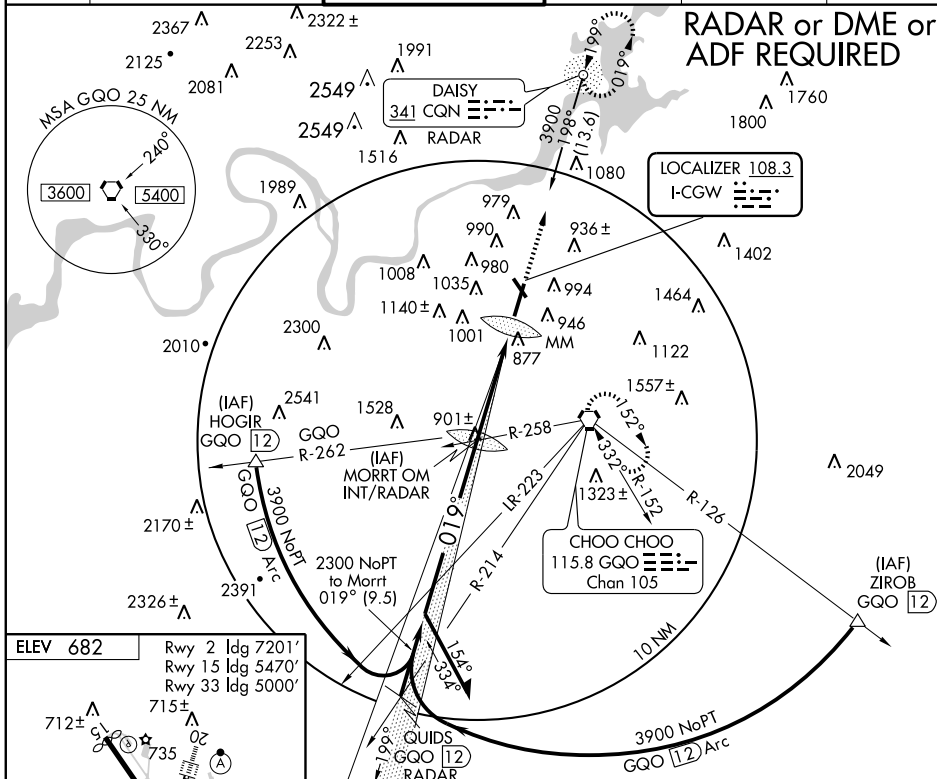 RADAR or DME or
ADF REQUIRED
2367
2322 ±
2125
2253
1991
2081
2549
2549
1516
199°
019°
DAISY
341 CQN
RADAR
3900
198°
(13.6)
1760
1800
1080
MSA GQO 25 NM
240°
3600
5400
330°
LOCALIZER 108.3
I-CGW
1989
979
990
936 ±
1402
1008
980
1035
994
1464
1140 ±
1001
946
MM
877
2010
2300
1122
1557 ±
(IAF)
HOGIR
GQO 12
2541
1528
901 ±
GQO
R-262
R-258
(IAF)
MORRT OM
INT/RADAR
152°
332°
R-152
1323 ±
R-126
2049
LR-223
R-214
019°
3900 NoPT
GQO 12 Arc
2170 ±
CHOO CHOO
115.8 GQO
Chan 105
2300 NoPT
to Morrt
019° (9.5)
2391
2326 ±
(IAF)
ZIROB
GQO 12
10 NM
154°
334°
3900 NoPT
GQO 12 Arc
199°
QUIDS
GQO 12
RADAR
ELEV 682
Rwy 2 ldg 7201'
Rwy 15 ldg 5470'
Rwy 33 ldg 5000'
712 ±
715 ±
15
P
735
20
A